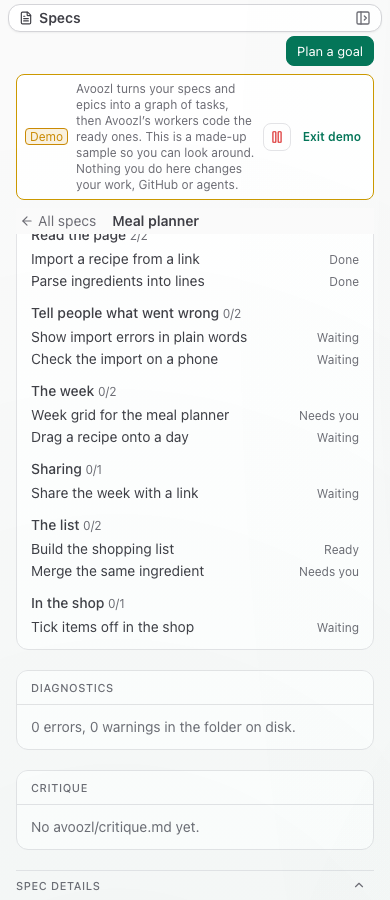 Specs
Plan a goal
Demo
Avoozl turns your specs and
epics into a graph of tasks,
then Avoozl's workers code the
ready ones. This is a made-up
sample so you can look around.
Nothing you do here changes
your work, GitHub or agents.
Exit demo
All specs
Meal planner
Read the page 2/2
Import a recipe from a link Done
Parse ingredients into lines Done
Tell people what went wrong 0/2
Show import errors in plain words Waiting
Check the import on a phone Waiting
The week 0/2
Week grid for the meal planner Needs you
Drag a recipe onto a day Waiting
Sharing 0/1
Share the week with a link Waiting
The list 0/2
Build the shopping list Ready
Merge the same ingredient Needs you
In the shop 0/1
Tick items off in the shop Waiting
DIAGNOSTICS
0 errors, 0 warnings in the folder on disk.
CRITIQUE
No avoozl/critique.md yet.
SPEC DETAILS